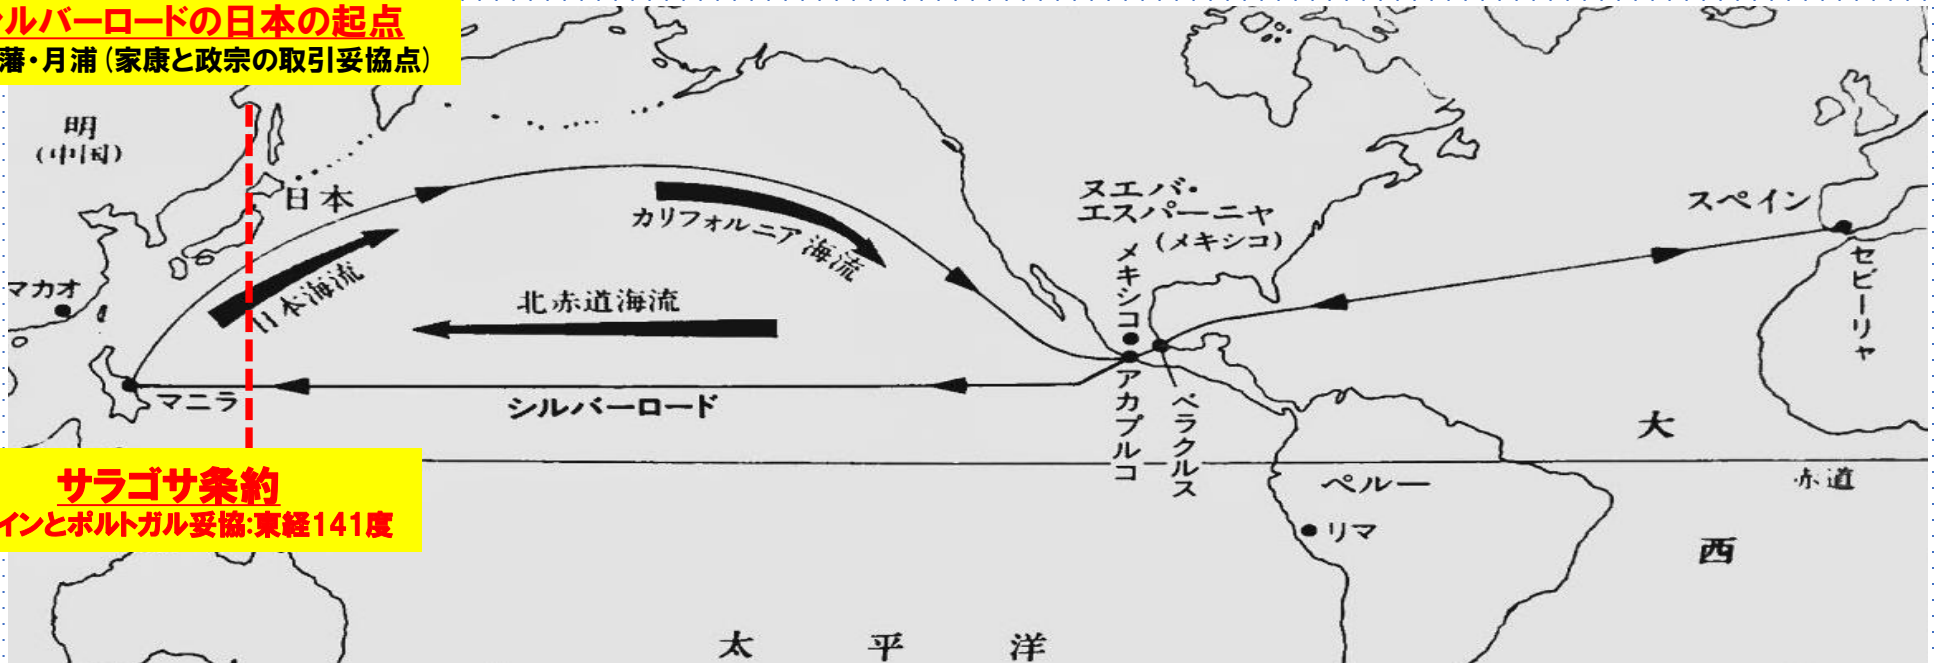 ルバーロードの日本の起点
藩・月浦(家康と政宗の取引妥協点)
明
(中国)
日本
マカオ
日本海流
カリフォルニア海流
北赤道海流
マニラ
シルバーロード
ヌエバ・
エスパーニャ
(メキシコ)
メキシコ
アカプルコ
ベラクルス
スペイン
セビーリャ
大
赤道
ペルー
リマ
西
太平洋
サラゴサ条約
インとポルトガル妥協:東経141度